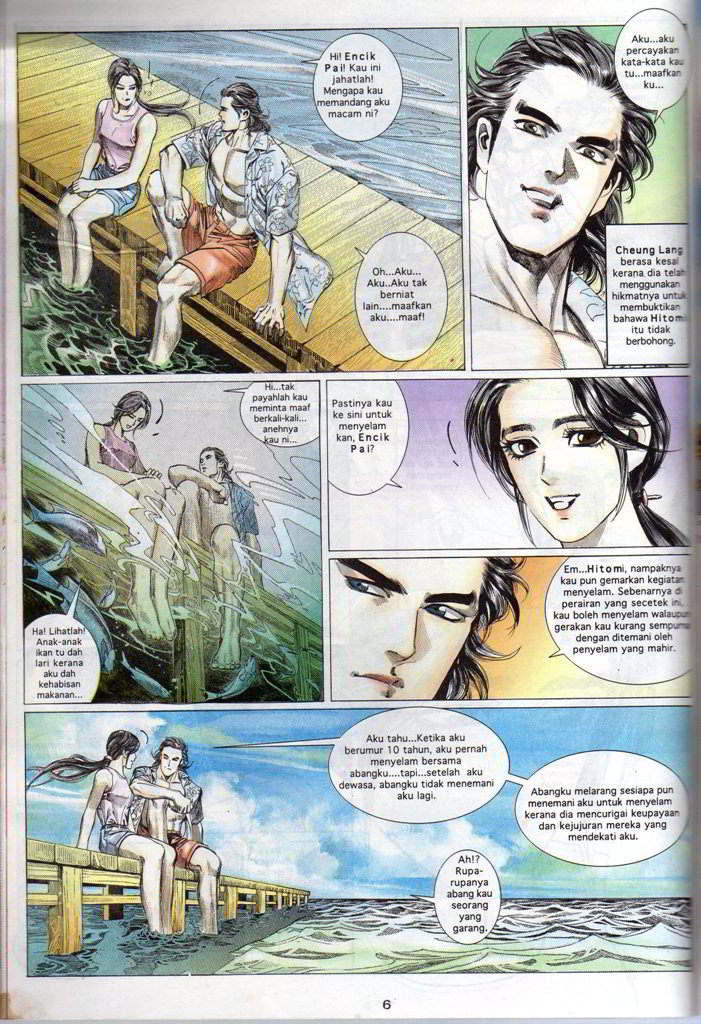 Hi! Encik
Pai! Kau ini
jahatlah!
Mengapa kau
memandang aku
macam ni?
Oh...Aku...
Aku..Aku tak
berniat
lain....maafkan
aku....maaf!
Aku...aku
percayakan
kata-kata kau
tu...maafkan
ku...
Cheung Lang
berasa kesal
kerana dia telah
menggunakan
hikmatnya untuk
membuktikan
bahawa Hitomi
itu tidak
berbohong.
Hi...tak
payahlah kau
meminta maaf
berkali-kali...
anehnya
kau ni...
Ha! Lihatlah!
Anak-anak
ikan tu dah
lari kerana
aku dah
kehabisan
makanan...
Pastinya kau
ke sini untuk
menyelam
kan, Encik
Pai?
Em...Hitomi, nampaknya
kau pun gemarkan kegiatan
menyelam. Sebenarnya di
perairan yang secetek ini,
kau boleh menyelam walaupun
gerakan kau kurang sempurna
dengan ditemani oleh
penyelam yang mahir.
Aku tahu...Ketika aku
berumur 10 tahun, aku pernah
menyelam bersama
abangku....tapi...setelah aku
dewasa, abangku tidak menemani
aku lagi.
Abangku melarang sesiapa pun
menemani aku untuk menyelam
kerana dia mencurigai keupayaan
dan kejujuran mereka yang
mendekati aku.
Ah!?
Rupa-
rupanya
abang kau
seorang
yang
garang.
6